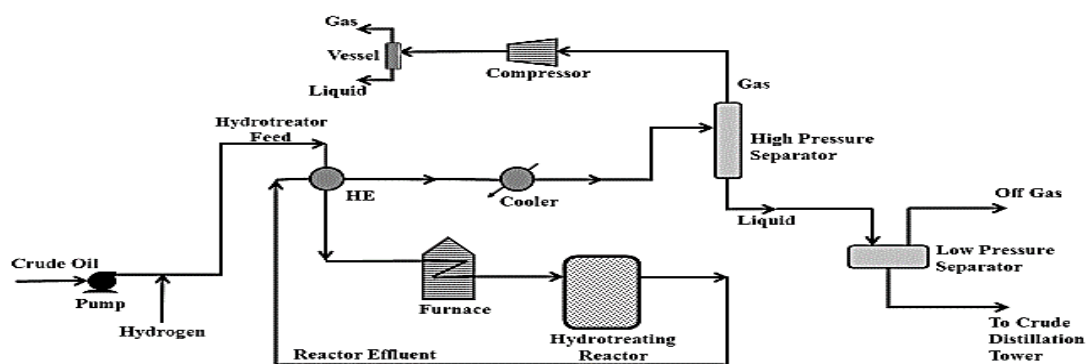 Gas
Vessel
Liquid
Compressor
Gas
Hydrotreator
Feed
High Pressure
Separator
HE
Cooler
Liquid
Off Gas
Low Pressure
Separator
Crude Oil
Pump
Hydrogen
Furnace
Hydrotreating
Reactor
Reactor Effluent
To Crude
Distillation
Tower